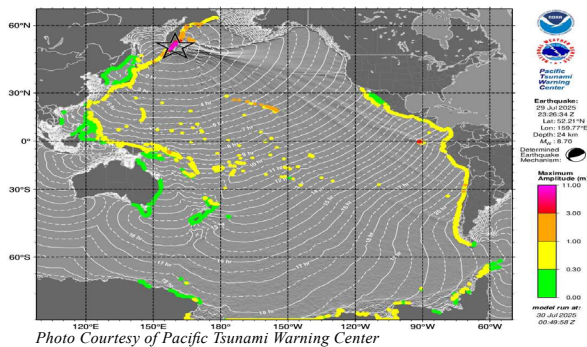 60°N
30°N
0°
30°S
60°S
120°E
150°E
180°
150°W
120°W
90°W
60°W
NOAA
Pacific
Tsunami
Warning
Center
Earthquake:
29 Jul 2025
23:26:34 Z
Lat: 52.21°N
Lon: 159.77°E
Depth: 24 km
Mw: 8.70
Determined
Earthquake
Mechanism:
Maximum
Amplitude (m)
11.00
3.00
1.00
0.30
0.00
model run at:
30 Jul 2025
00:49:58 Z
Photo Courtesy of Pacific Tsunami Warning Center